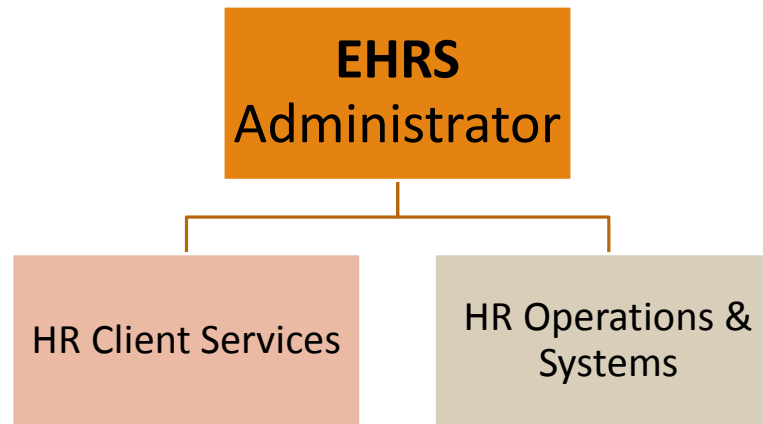 EHRS
Administrator
HR Client Services
HR Operations &
Systems